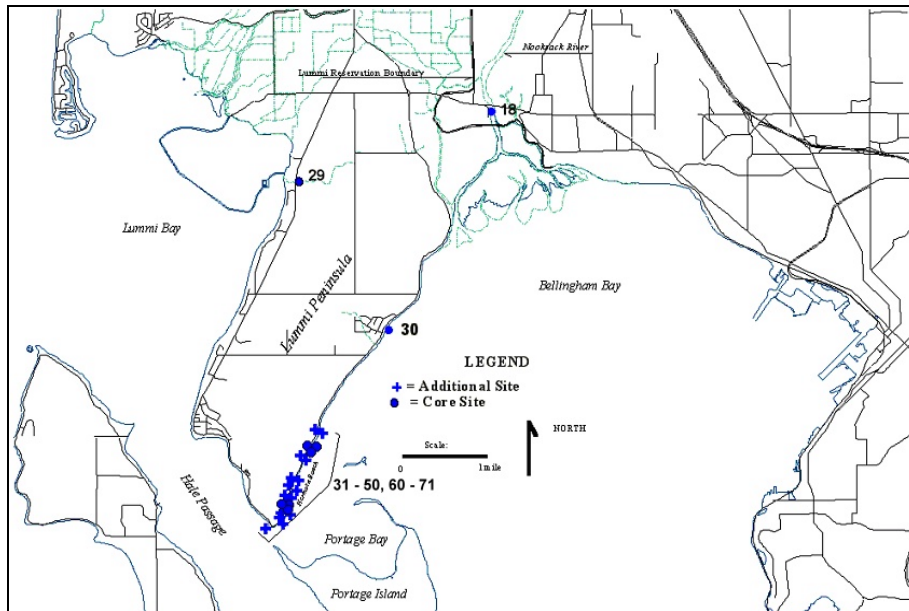 Nooksack River
Lummi Reservation Boundary
18
29
Lummi Bay
Lummi Peninsula
Bellingham Bay
30
LEGEND
+ = Additional Site
● = Core Site
NORTH
Scale:
0 1mile
31 - 50, 60 - 71
Hale Passage
Portage Bay
Portage Island